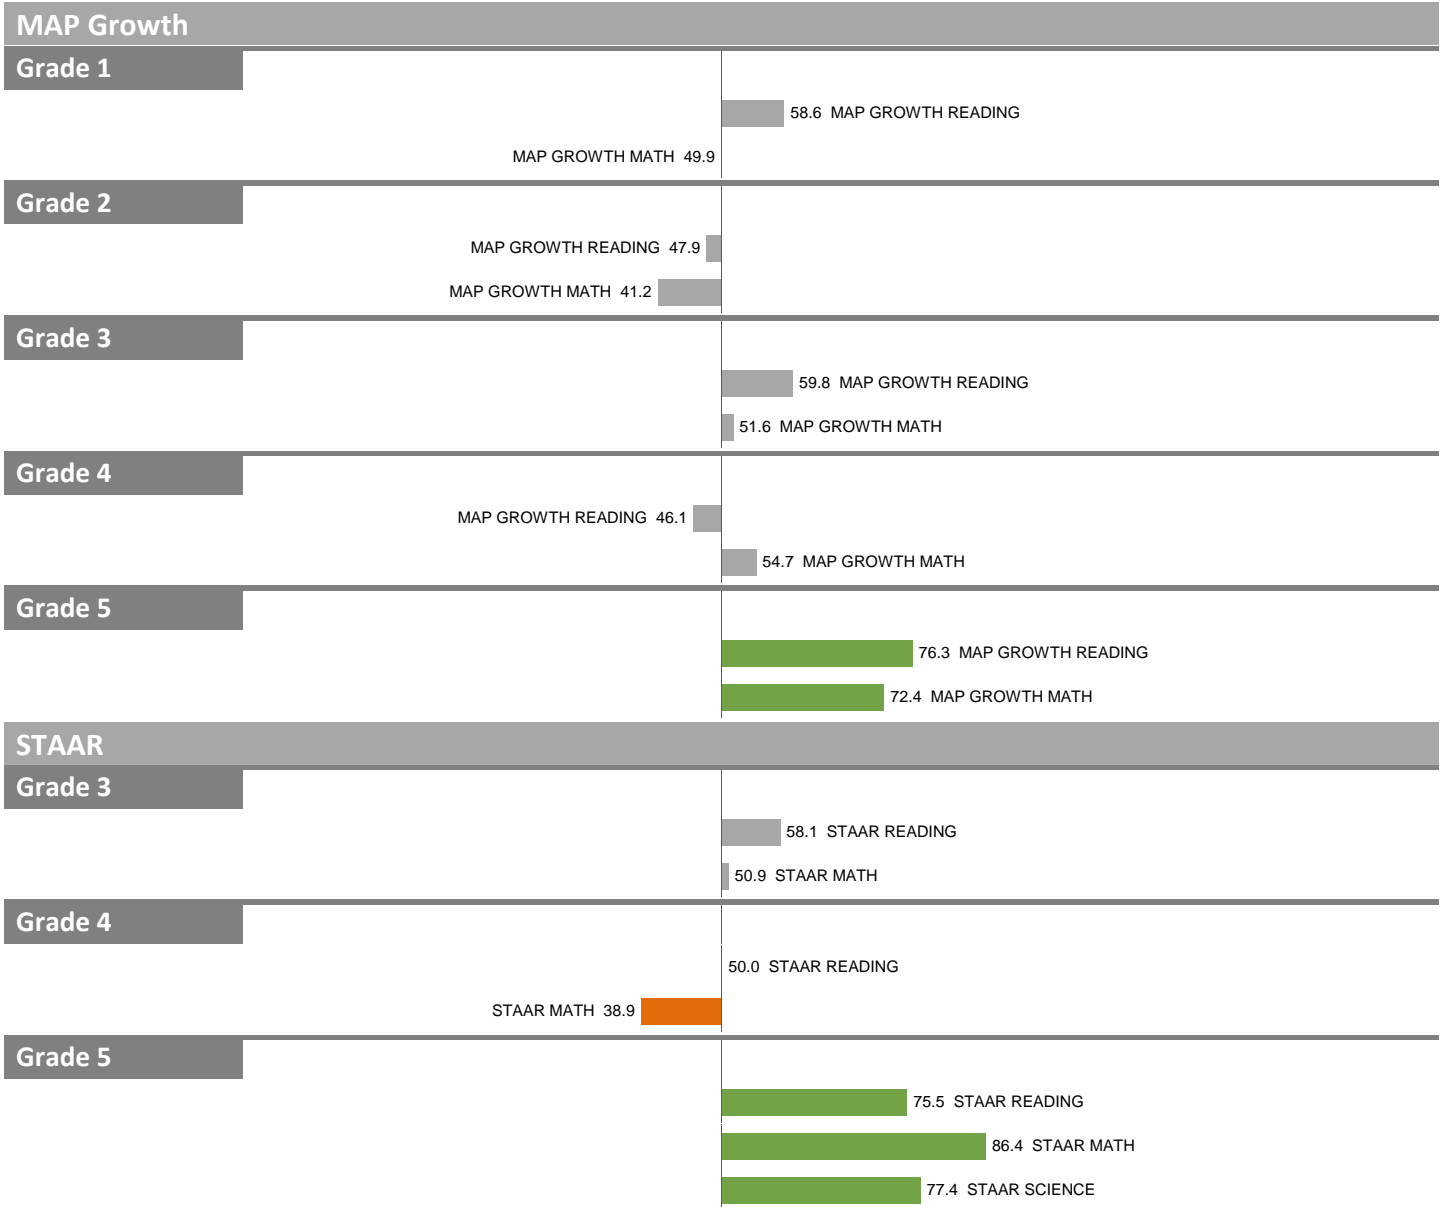 MAP Growth
Grade 1
58.6 MAP GROWTH READING
MAP GROWTH MATH 49.9
Grade 2
MAP GROWTH READING 47.9
MAP GROWTH MATH 41.2
Grade 3
59.8 MAP GROWTH READING
51.6 MAP GROWTH MATH
Grade 4
MAP GROWTH READING 46.1
54.7 MAP GROWTH MATH
Grade 5
76.3 MAP GROWTH READING
72.4 MAP GROWTH MATH
STAAR
Grade 3
58.1 STAAR READING
50.9 STAAR MATH
Grade 4
50.0 STAAR READING
STAAR MATH 38.9
Grade 5
75.5 STAAR READING
86.4 STAAR MATH
77.4 STAAR SCIENCE